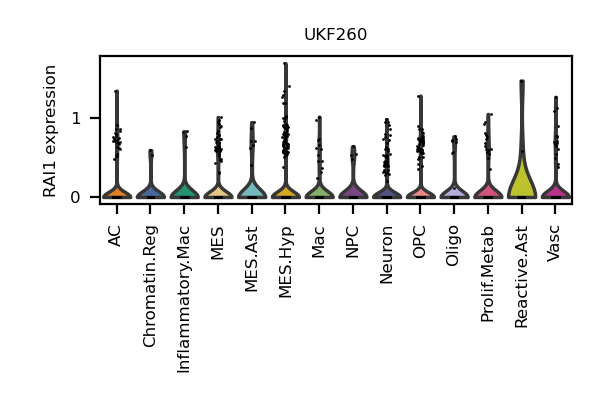 UKF260
RAI1 expression
1
0
AC
Chromatin.Reg
Inflammatory.Mac
MES
MES.Ast
MES.Hyp
Mac
NPC
Neuron
OPC
Oligo
Prolif.Metab
Reactive.Ast
Vasc